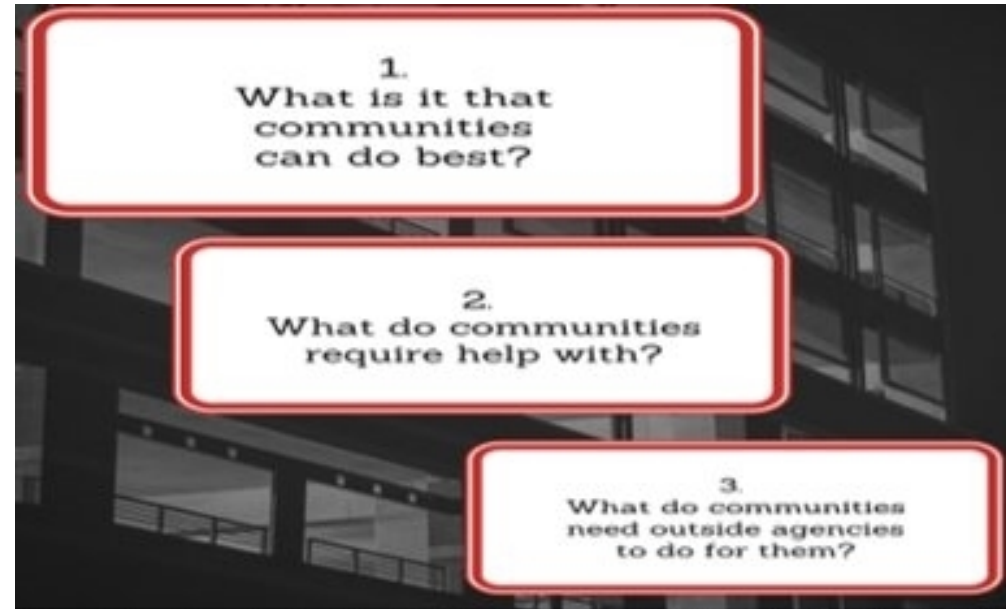 1.
What is it that
communities
can do best?
2.
What do communities
require help with?
3.
What do communities
need outside agencies
to do for them?